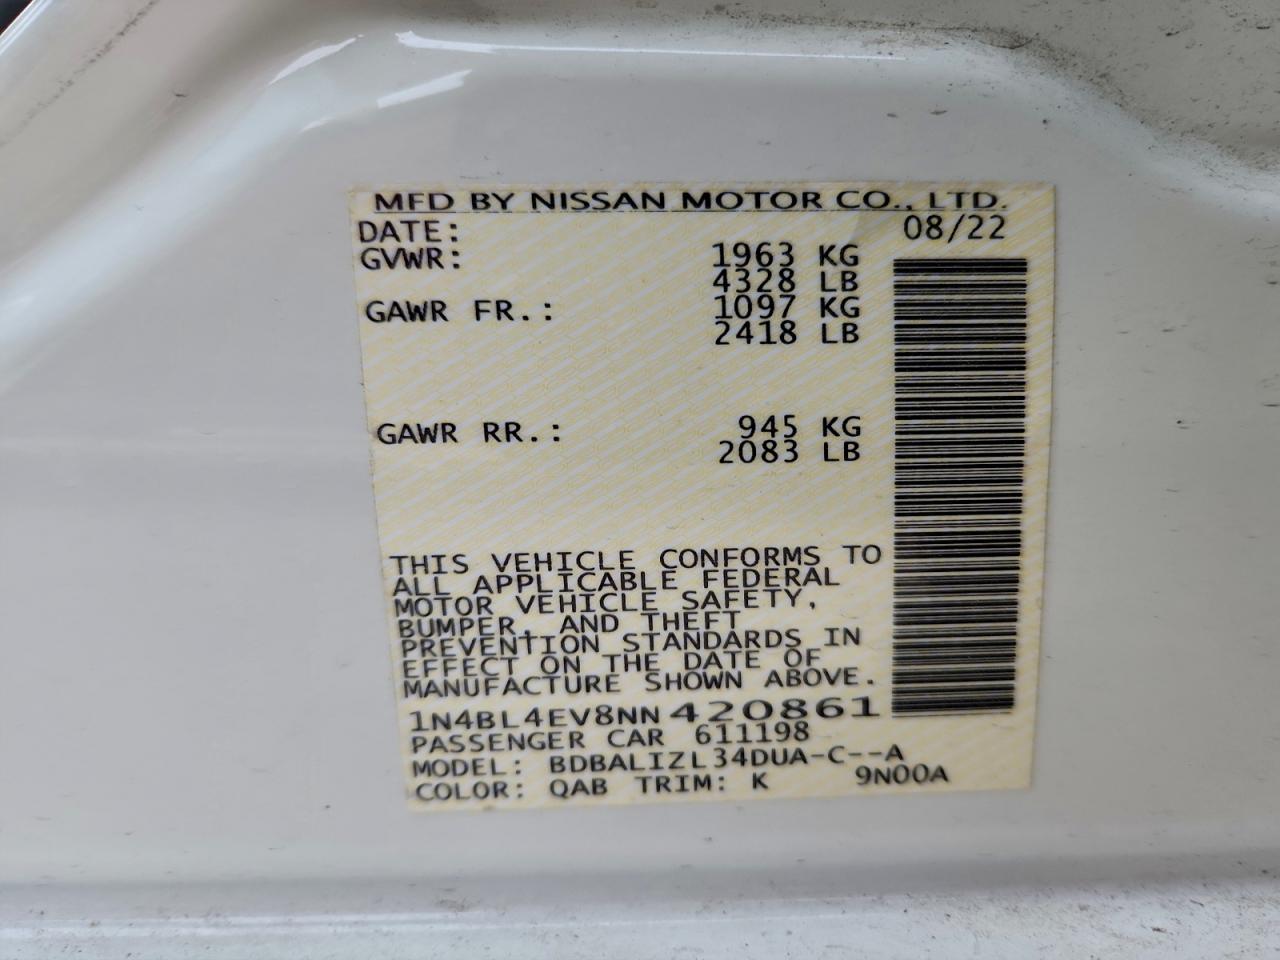 MFD BY NISSAN MOTOR CO., LTD.
DATE: 08/22
GVWR: 1963 KG
4328 LB
GAWR FR.: 1097 KG
2418 LB
GAWR RR.: 945 KG
2083 LB
THIS VEHICLE CONFORMS TO
ALL APPLICABLE FEDERAL
MOTOR VEHICLE SAFETY,
BUMPER, AND THEFT
PREVENTION STANDARDS IN
EFFECT ON THE DATE OF
MANUFACTURE SHOWN ABOVE.
1N4BL4EV8NN420861
PASSENGER CAR 611198
MODEL: BDBALIZL34DUA-C--A
COLOR: QAB TRIM: K 9N00A